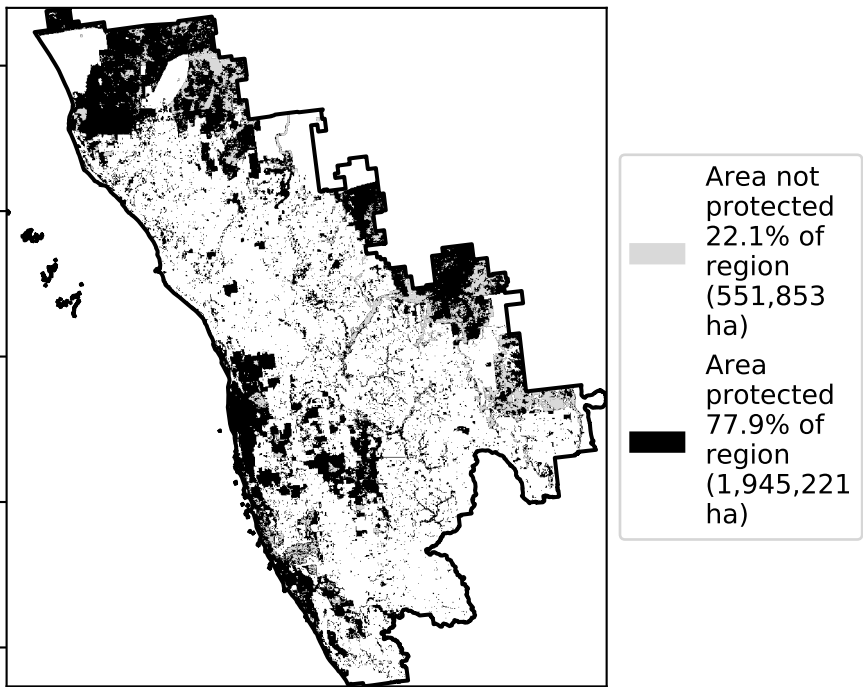 Area not
protected
22.1% of
region
(551,853
ha)
Area
protected
77.9% of
region
(1,945,221
ha)